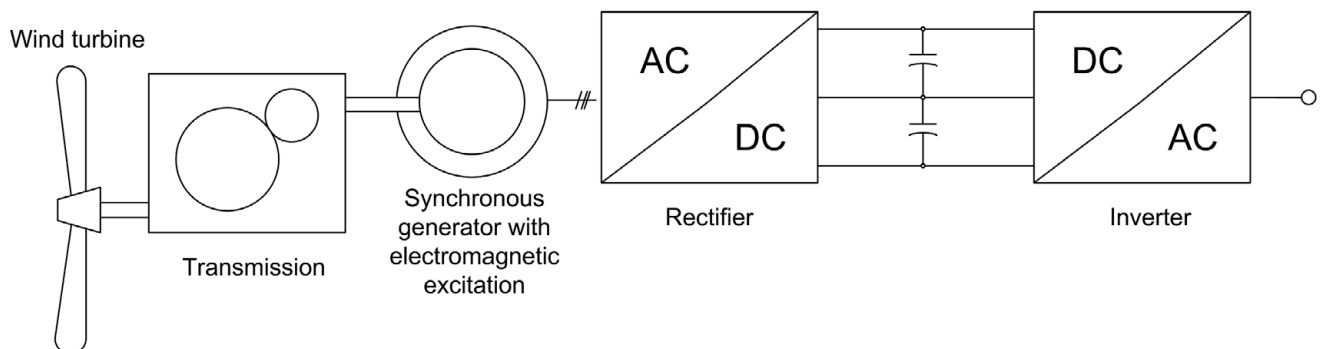 Wind turbine
Transmission
Synchronous
generator with
electromagnetic
excitation
AC
DC
Rectifier
DC
AC
Inverter